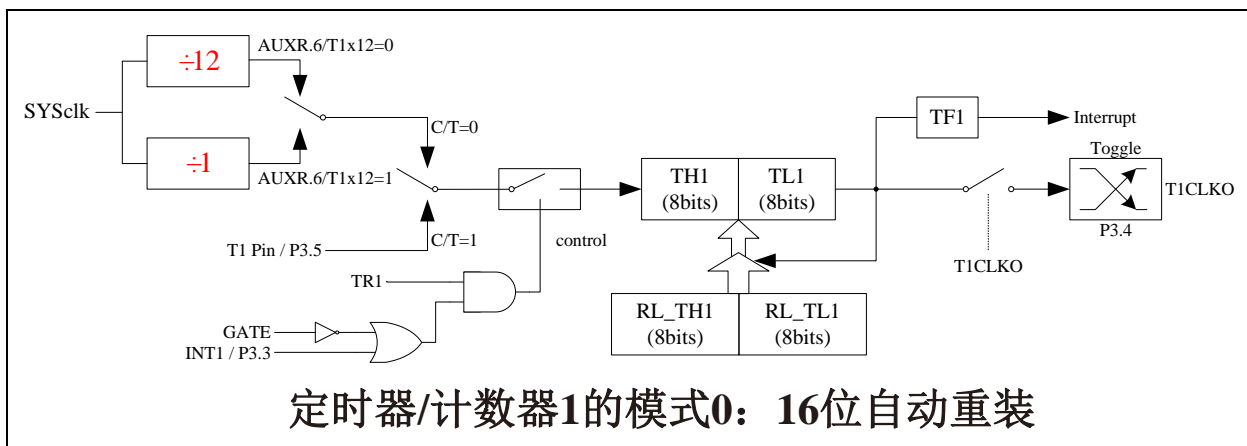 AUXR.6/T1x12=0
÷12
SYSclk
÷1
AUXR.6/T1x12=1
C/T=0
C/T=1
T1 Pin / P3.5
TR1
GATE
INT1 / P3.3
control
TH1
(8bits)
TL1
(8bits)
RL_TH1
(8bits)
RL_TL1
(8bits)
TF1
Interrupt
Toggle
T1CLKO
P3.4
T1CLKO
定时器/计数器1的模式0：16位自动重装